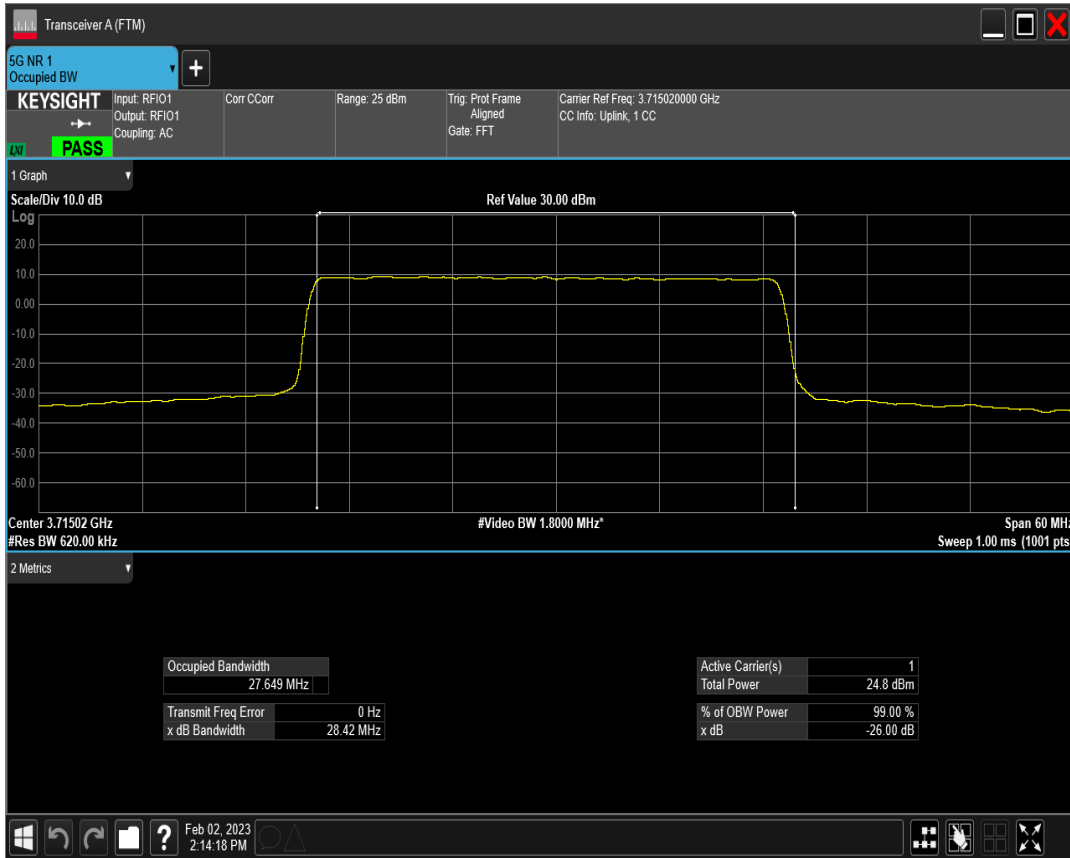 Transceiver A (FTM)
5G NR 1
Occupied BW
+
KEYSIGHT
Input: RFIO1
Output: RFIO1
Coupling: AC
Corr CCorr
Range: 25 dBm
Trig: Prot Frame
Aligned
Gate: FFT
Carrier Ref Freq: 3.715020000 GHz
CC Info: Uplink, 1 CC
LXI
PASS
1 Graph
Scale/Div 10.0 dB
Ref Value 30.00 dBm
Log
20.0
10.0
0.00
-10.0
-20.0
-30.0
-40.0
-50.0
-60.0
Center 3.71502 GHz
#Video BW 1.8000 MHz*
Span 60 MHz
#Res BW 620.00 kHz
Sweep 1.00 ms (1001 pts
2 Metrics
Occupied Bandwidth
27.649 MHz
Transmit Freq Error 0 Hz
x dB Bandwidth 28.42 MHz
Active Carrier(s) 1
Total Power 24.8 dBm
% of OBW Power 99.00 %
x dB -26.00 dB
?
Feb 02, 2023
2:14:18 PM